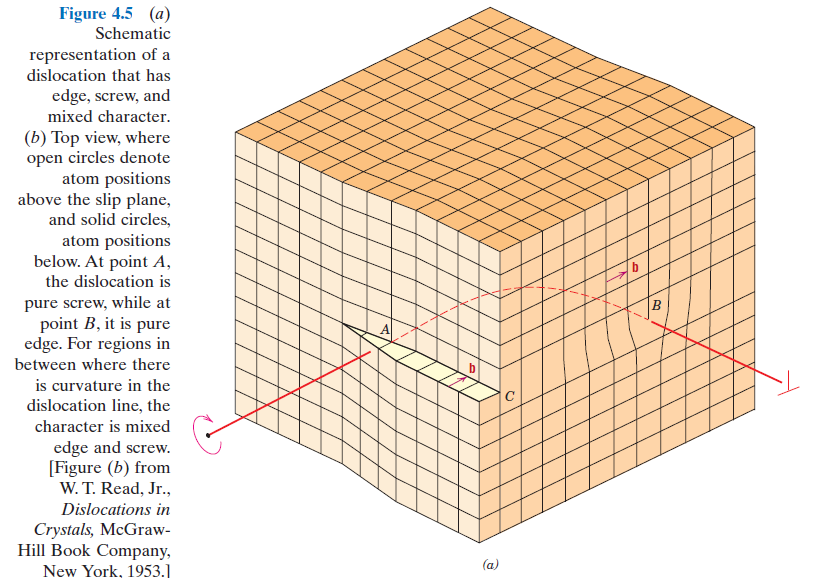 Figure 4.5 (a)
Schematic
representation of a
dislocation that has
edge, screw, and
mixed character.
(b) Top view, where
open circles denote
atom positions
above the slip plane,
and solid circles,
atom positions
below. At point A,
the dislocation is
pure screw, while at
point B, it is pure
edge. For regions in
between where there
is curvature in the
dislocation line, the
character is mixed
edge and screw.
[Figure (b) from
W. T. Read, Jr.,
Dislocations in
Crystals, McGraw-
Hill Book Company,
New York, 1953.]
b
B
A
b
C
(a)